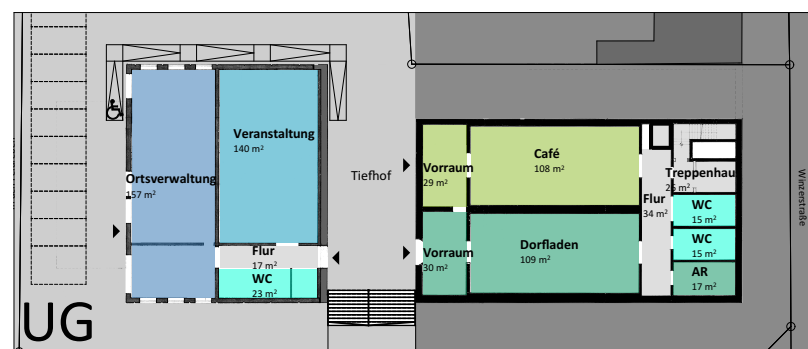 Veranstaltung
140 m²
Ortsverwaltung
157 m²
Flur
17 m²
WC
23 m²
Tiefhof
Vorraum
29 m²
Café
108 m²
Vorraum
30 m²
Dorfladen
109 m²
Flur
34 m²
Treppenhau
26 m²
WC
15 m²
WC
15 m²
AR
17 m²
Winzerstraße
UG